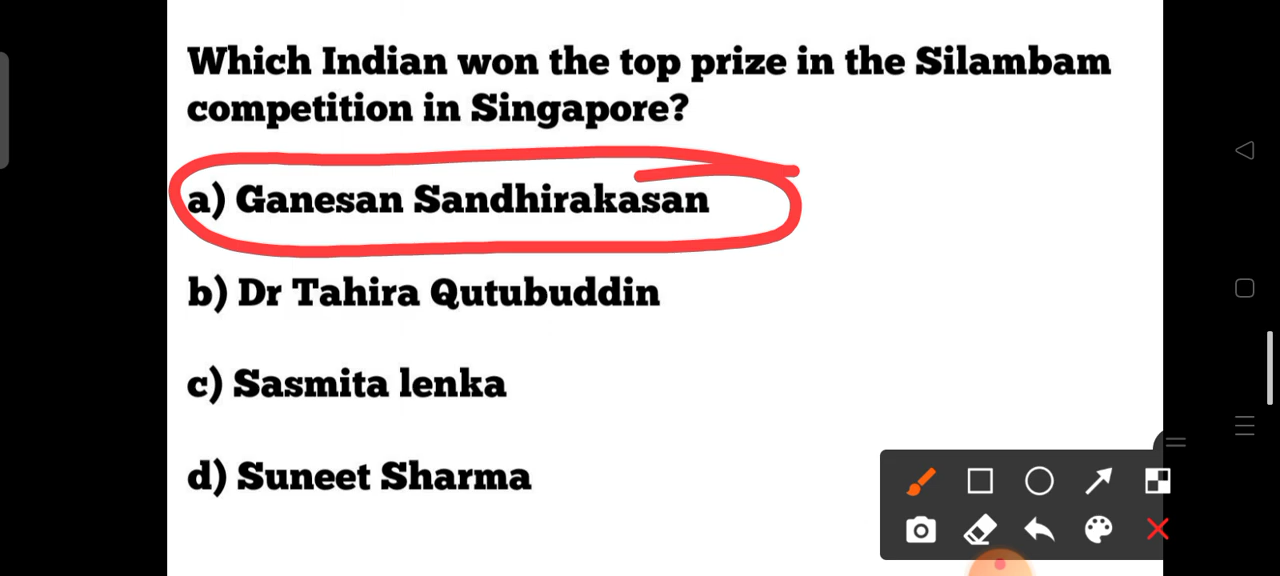 Which Indian won the top prize in the Silambam
competition in Singapore?
a) Ganesan Sandhirakasan
b) Dr Tahira Qutubuddin
c) Sasmita lenka
d) Suneet Sharma